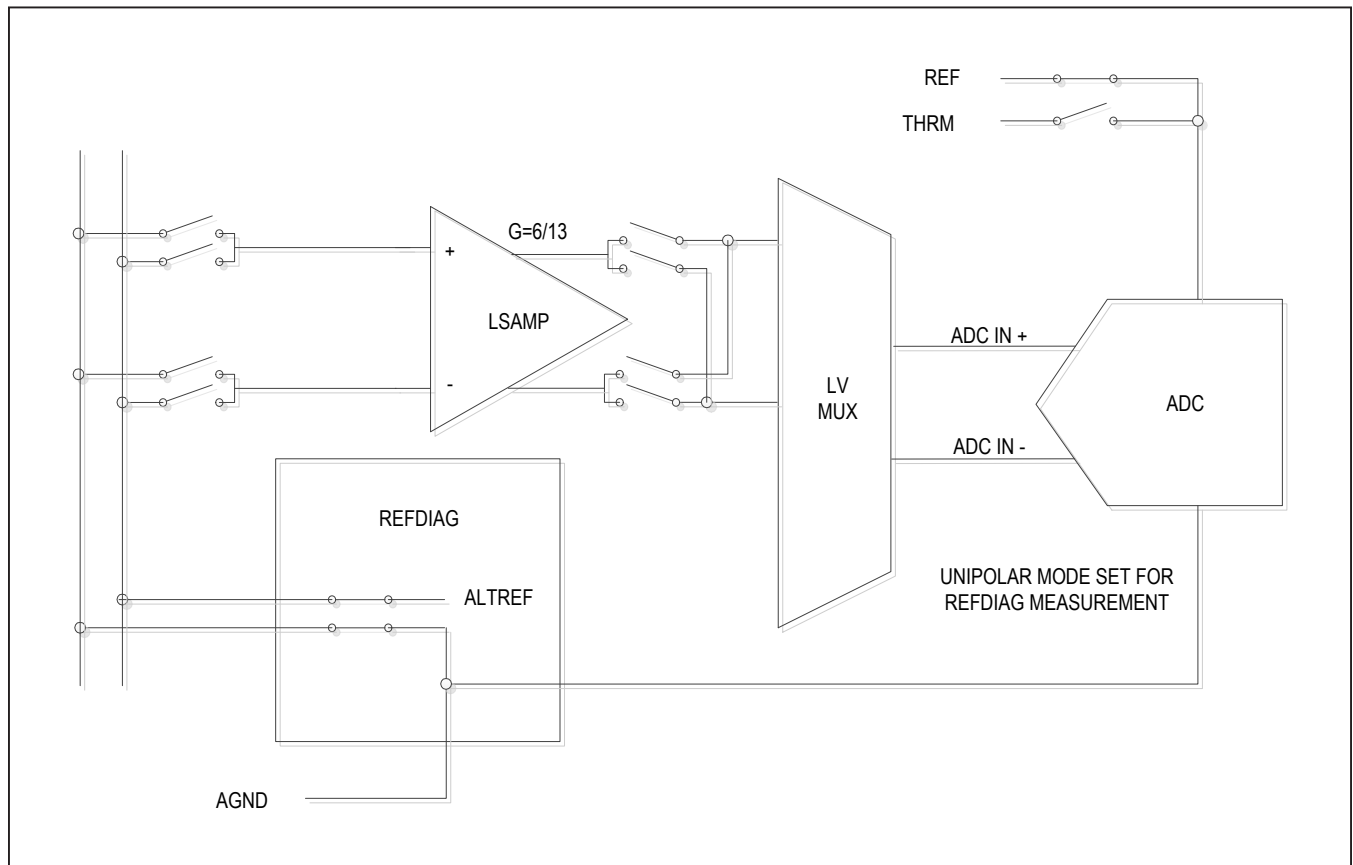 REF
THRM
G=6/13
+
LSAMP
-
ADC IN +
LV
MUX
ADC
ADC IN -
REFDIAG
UNIPOLAR MODE SET FOR
REFDIAG MEASUREMENT
ALTREF
AGND